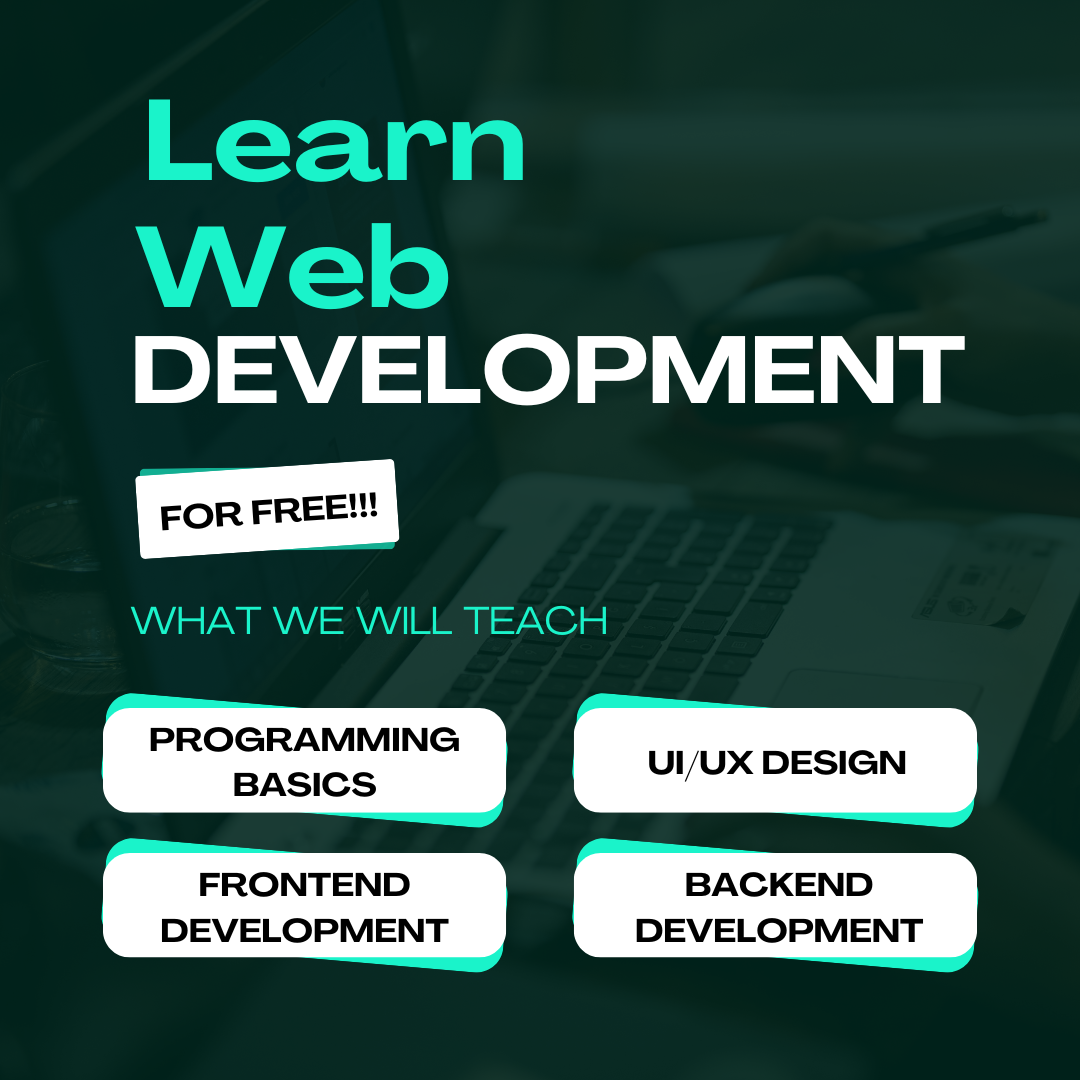 Learn
Web
DEVELOPMENT
FOR FREE!!!
WHAT WE WILL TEACH
PROGRAMMING
BASICS
UI/UX DESIGN
FRONTEND
DEVELOPMENT
BACKEND
DEVELOPMENT